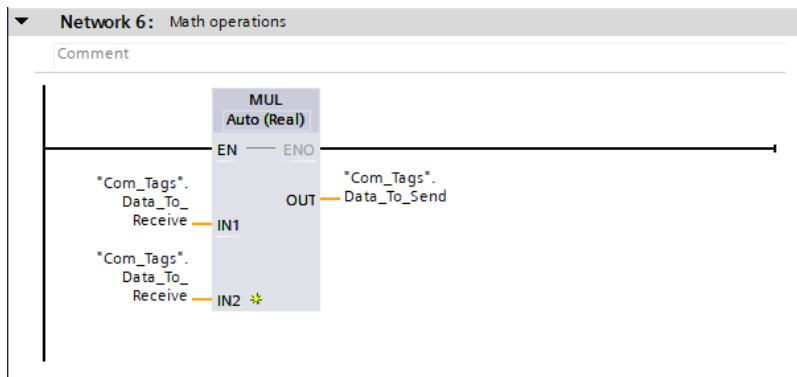 Network 6: Math operations
Comment
MUL
Auto (Real)
EN ENO
"Com_Tags".
Data_To_
Receive
IN1
OUT
"Com_Tags".
Data_To_Send
"Com_Tags".
Data_To_
Receive
IN2